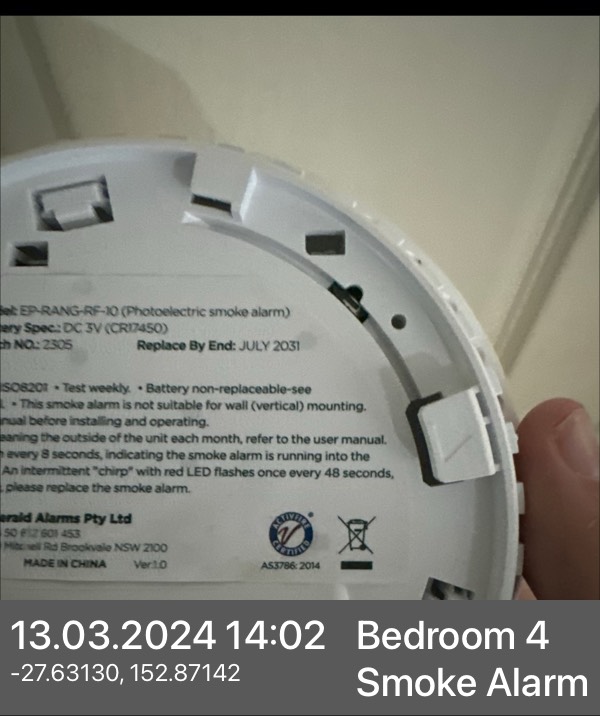 EP-RANG-RF-10 (Photoelectric smoke alarm)
Spec.: DC 3V (CR17450)
NO.: 2305 Replace By End: JULY 2031
ISO8201 • Test weekly. • Battery non-replaceable-see
• This smoke alarm is not suitable for wall (vertical) mounting.
before installing and operating.
the outside of the unit each month, refer to the user manual.
every 8 seconds, indicating the smoke alarm is running into the
An intermittent "chirp" with red LED flashes once every 48 seconds,
please replace the smoke alarm.
Alarms Pty Ltd
50 612 601 453
Rd Brookvale NSW 2100
MADE IN CHINA Ver:1.0
ACTIVFIRE
CERTIFIED
AS3786: 2014
13.03.2024 14:02
-27.63130, 152.87142
Bedroom 4
Smoke Alarm